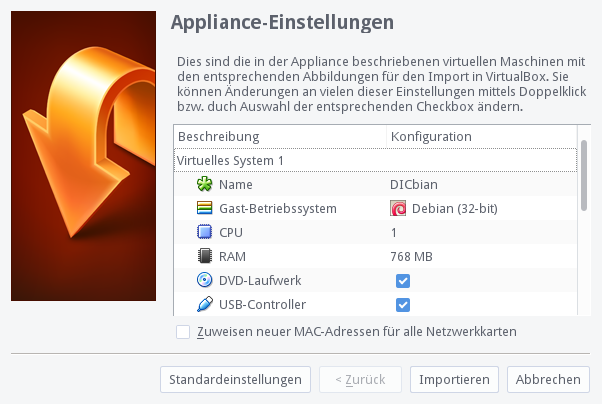 Appliance-Einstellungen
Dies sind die in der Appliance beschriebenen virtuellen Maschinen mit
den entsprechenden Abbildungen für den Import in VirtualBox. Sie
können Änderungen an vielen dieser Einstellungen mittels Doppelklick
bzw. duch Auswahl der entsprechenden Checkbox ändern.
Beschreibung Konfiguration
Virtuelles System 1
Name DICbian
Gast-Betriebssystem Debian (32-bit)
CPU 1
RAM 768 MB
DVD-Laufwerk
USB-Controller
Zuweisen neuer MAC-Adressen für alle Netzwerkkarten
Standardeinstellungen < Zurück Importieren Abbrechen